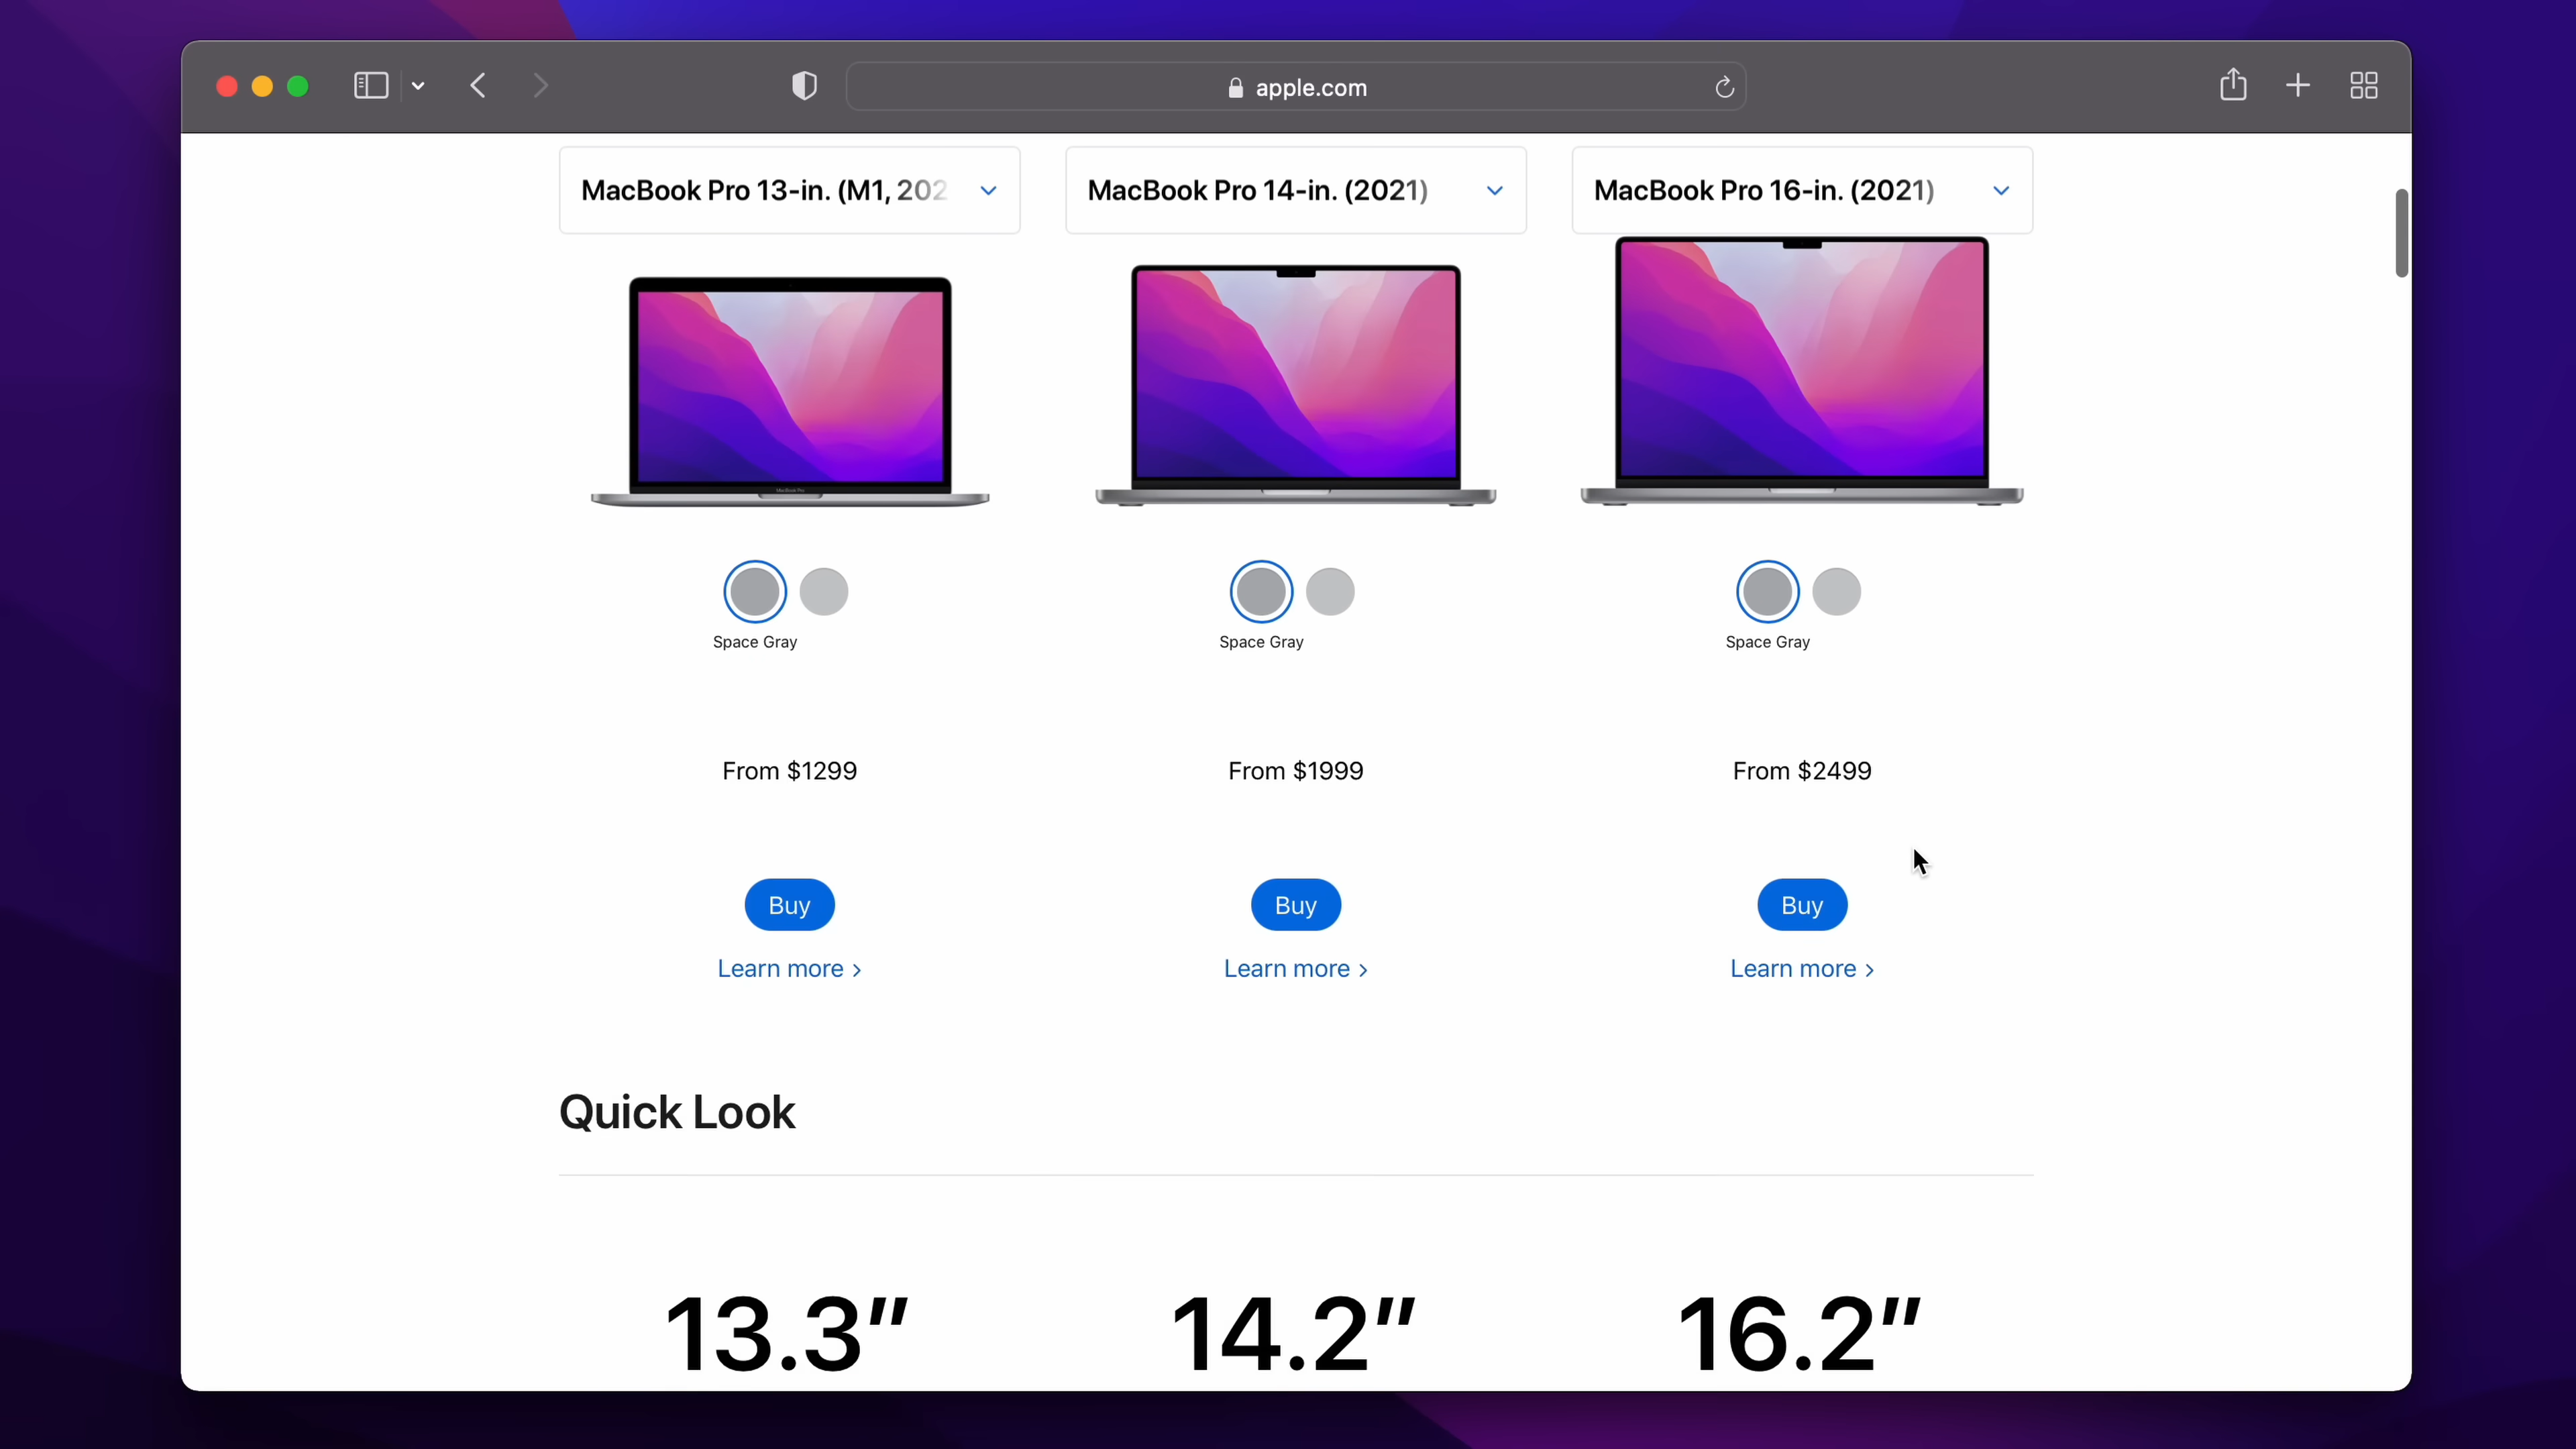 apple.com
MacBook Pro 13-in. (M1, 202
MacBook Pro 14-in. (2021)
MacBook Pro 16-in. (2021)
MacBook Pro
Space Gray
Space Gray
Space Gray
From $1299
From $1999
From $2499
Buy
Buy
Buy
Learn more >
Learn more >
Learn more >
Quick Look
13.3″
14.2″
16.2″